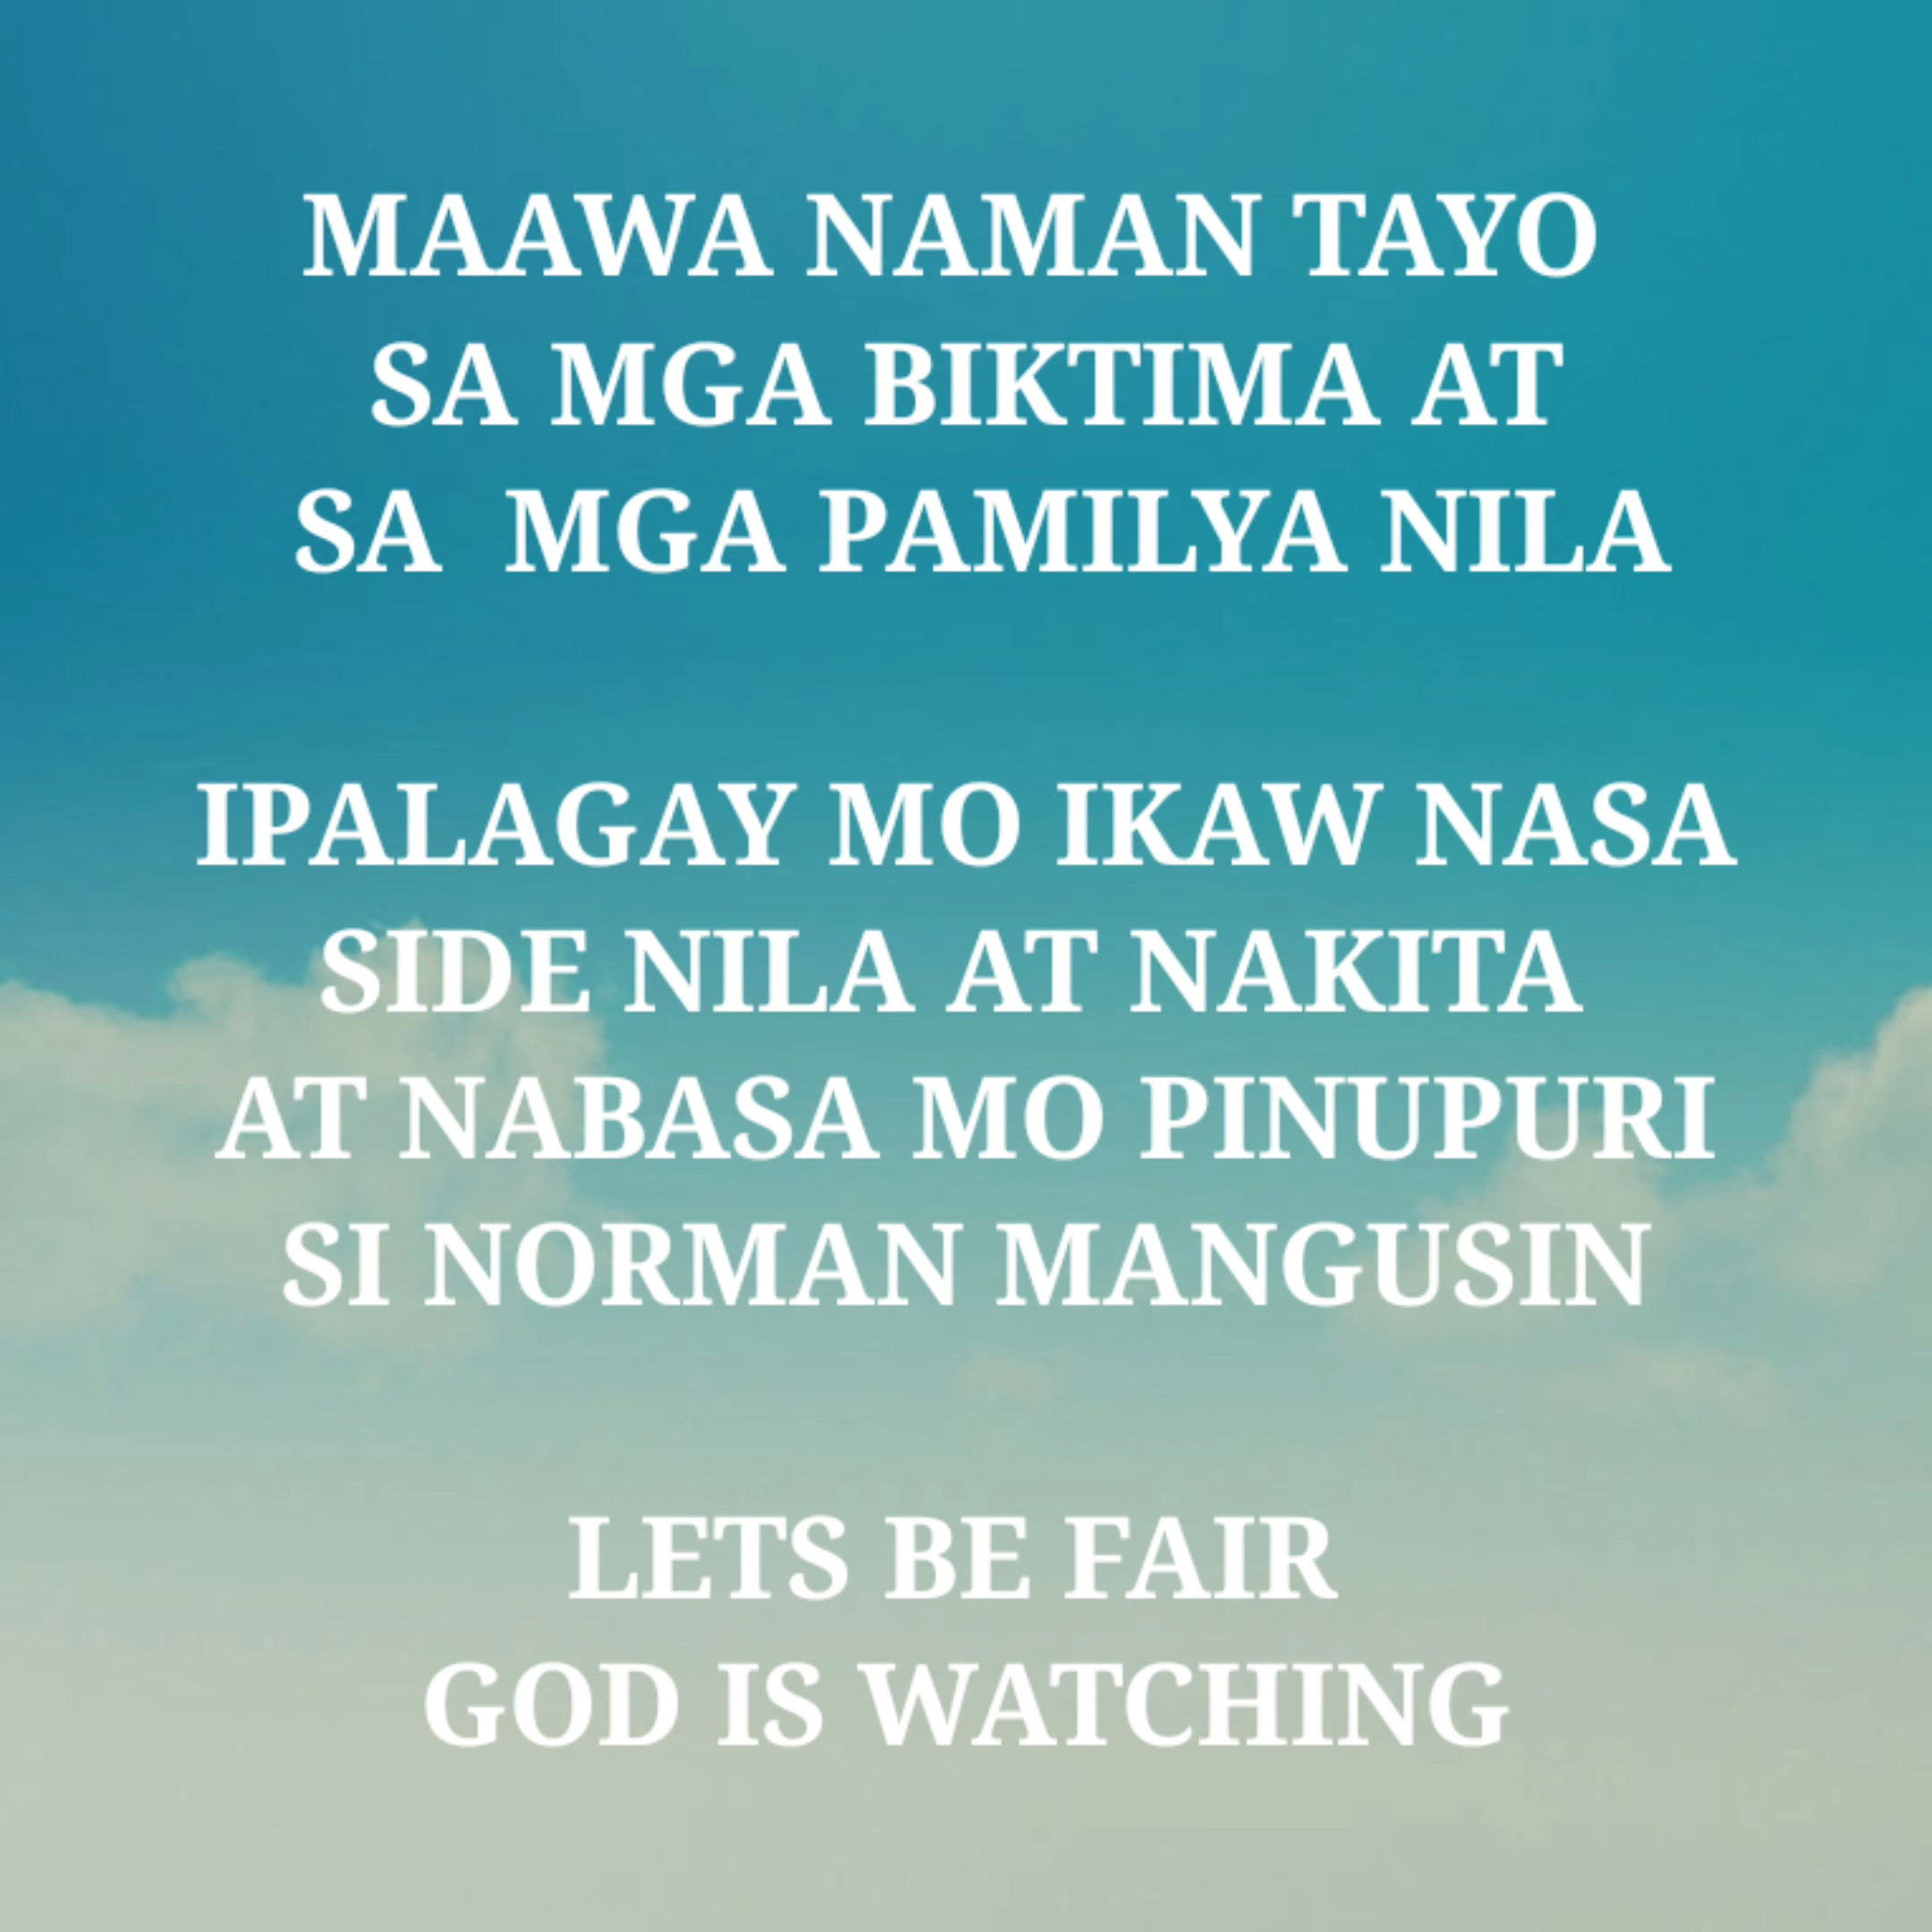 MAAWA NAMAN TAYO
SA MGA BIKTIMA AT
SA MGA PAMILYA NILA
IPALAGAY MO IKAW NASA
SIDE NILA AT NAKITA
AT NABASA MO PINUPURI
SI NORMAN MANGUSIN
LETS BE FAIR
GOD IS WATCHING